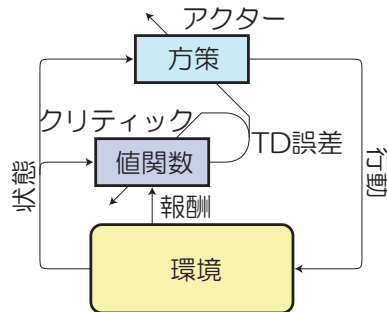 アクター
方策
クリティック
TD誤差
値関数
状態
行動
報酬
環境